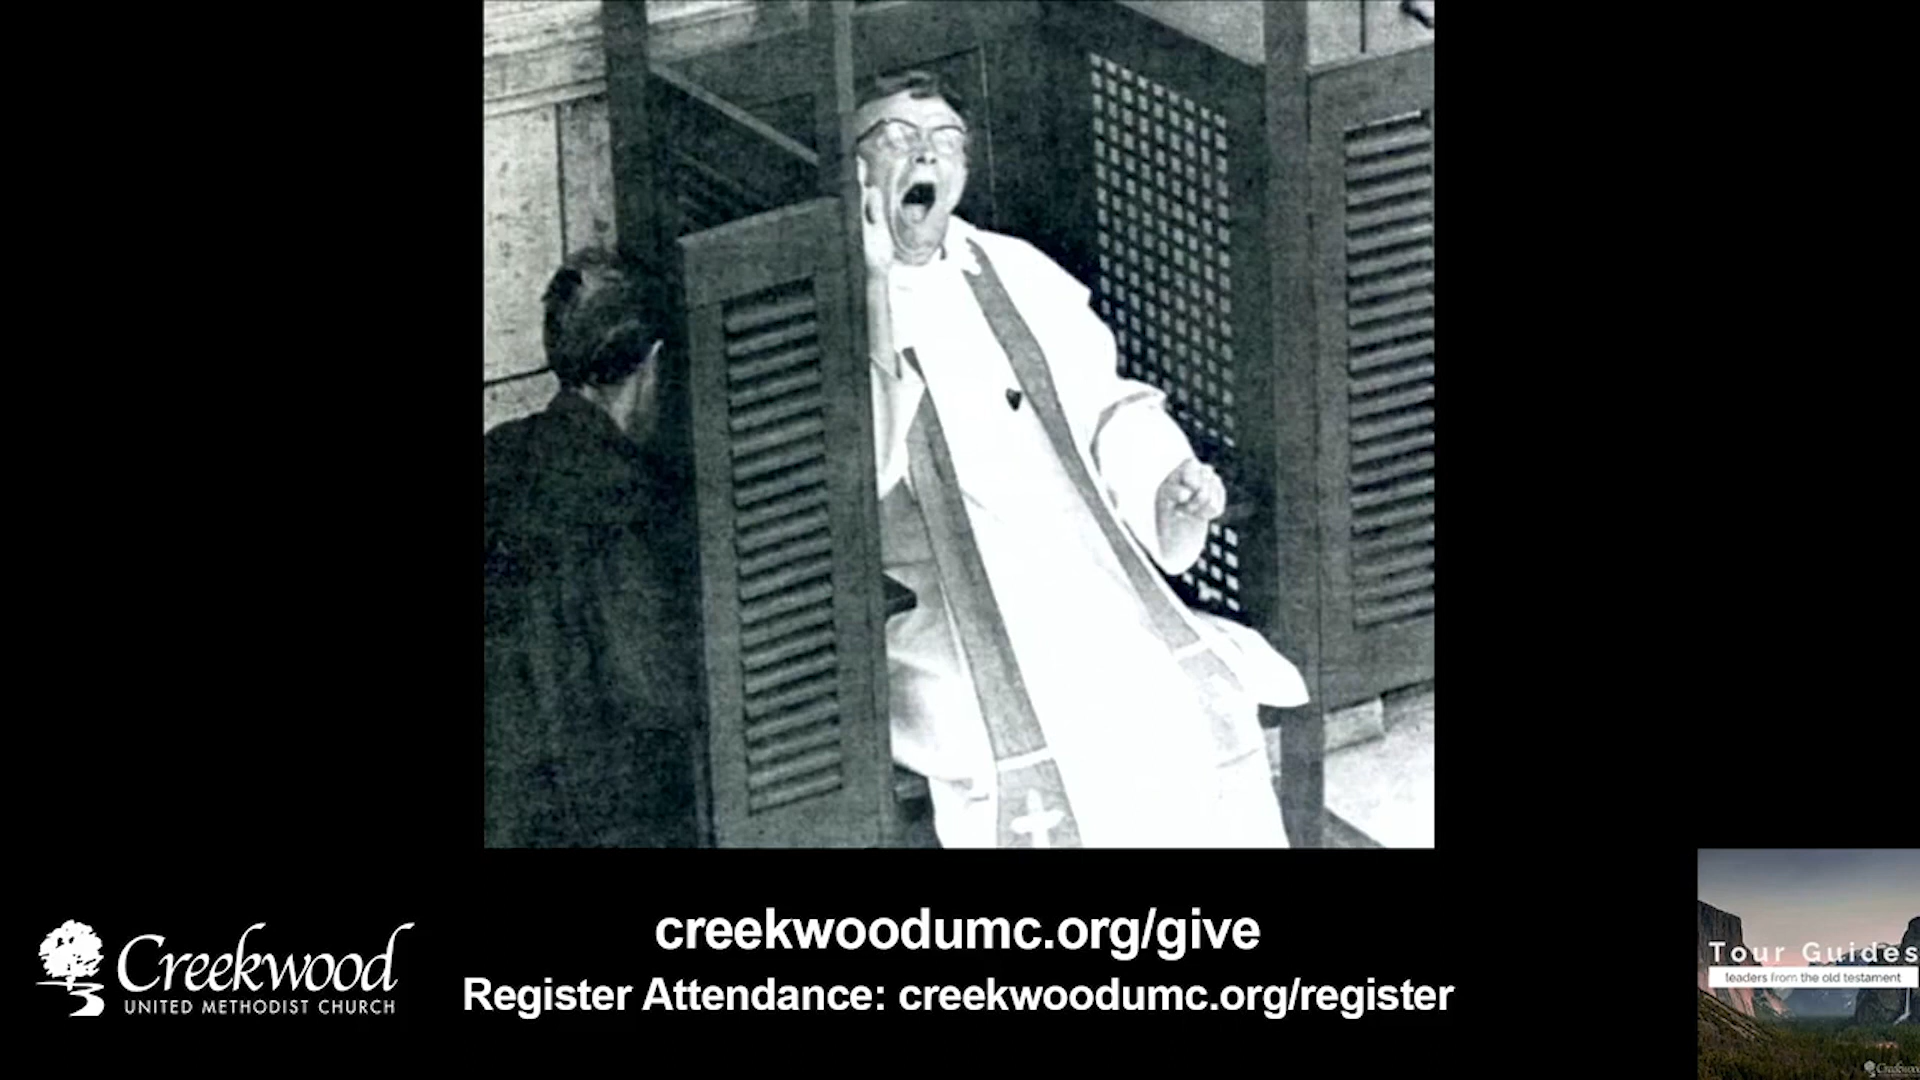 creekwoodumc.org/give
Register Attendance: creekwoodumc.org/register
Creekwood
UNITED METHODIST CHURCH
Tour Guides
leaders from the old testament
Creekwood